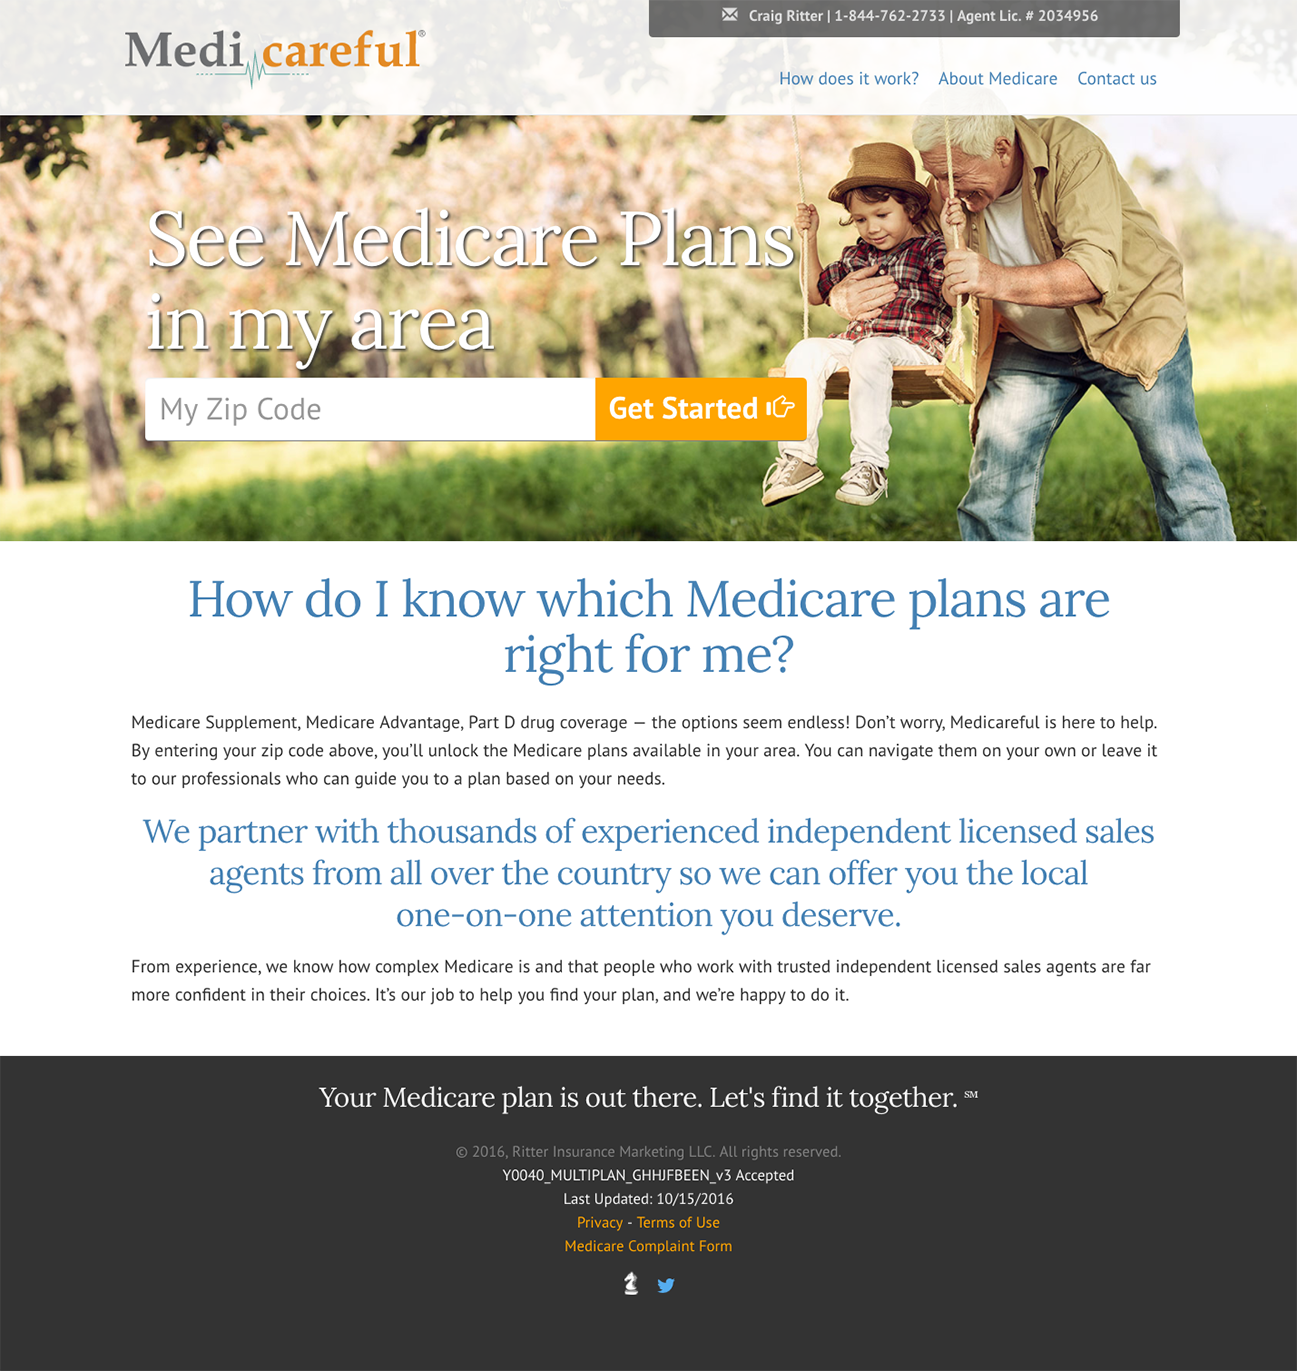 Craig Ritter | 1-844-762-2733 | Agent Lic. # 2034956
Medicareful®
How does it work? About Medicare Contact us
See Medicare Plans
in my area
My Zip Code
Get Started
How do I know which Medicare plans are
right for me?
Medicare Supplement, Medicare Advantage, Part D drug coverage — the options seem endless! Don’t worry, Medicareful is here to help.
By entering your zip code above, you’ll unlock the Medicare plans available in your area. You can navigate them on your own or leave it
to our professionals who can guide you to a plan based on your needs.
We partner with thousands of experienced independent licensed sales
agents from all over the country so we can offer you the local
one-on-one attention you deserve.
From experience, we know how complex Medicare is and that people who work with trusted independent licensed sales agents are far
more confident in their choices. It’s our job to help you find your plan, and we’re happy to do it.
Your Medicare plan is out there. Let's find it together. ℠
© 2016, Ritter Insurance Marketing LLC. All rights reserved.
Y0040_MULTIPLAN_GHHJFBEEN_v3 Accepted
Last Updated: 10/15/2016
Privacy - Terms of Use
Medicare Complaint Form